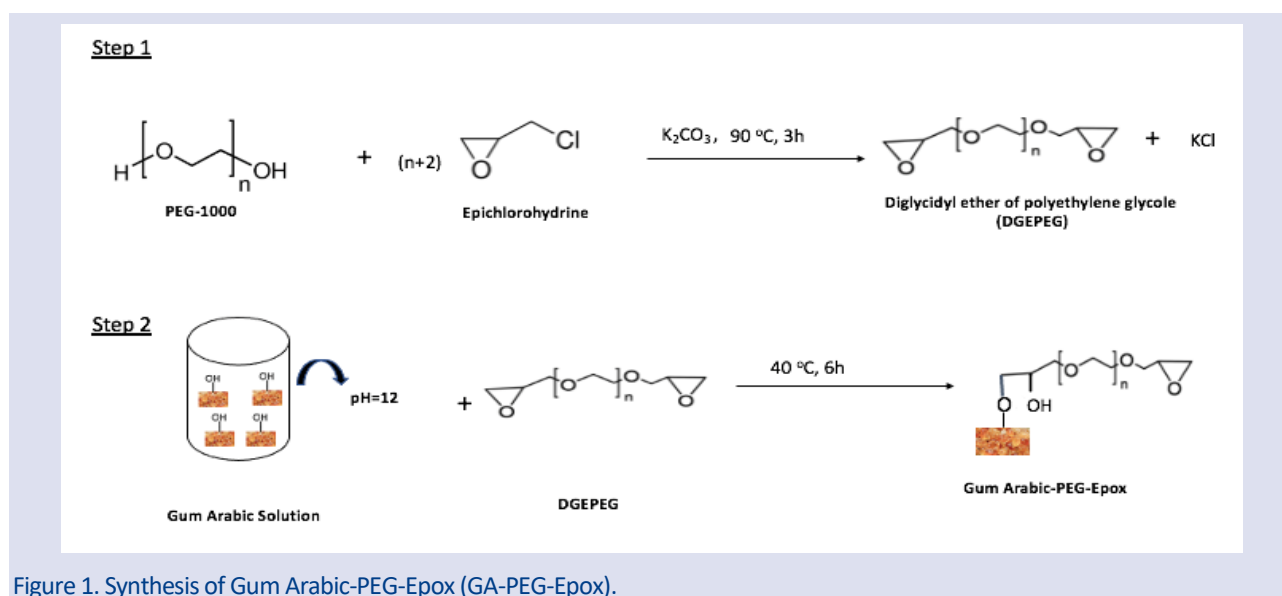 Step 1
H [ O ]n OH
+ (n+2)
O Cl
K₂CO₃, 90 °C, 3h
O [O ]n O O
+ KCl
PEG-1000
Epichlorohydrine
Diglycidyl ether of polyethylene glycole
(DGEPEG)
Step 2
OH OH
OH OH
pH=12
+
O [O ]n O O
40 °C, 6h
O OH [O ]n O O
Gum Arabic Solution
DGEPEG
Gum Arabic-PEG-Epox
Figure 1. Synthesis of Gum Arabic-PEG-Epox (GA-PEG-Epox).